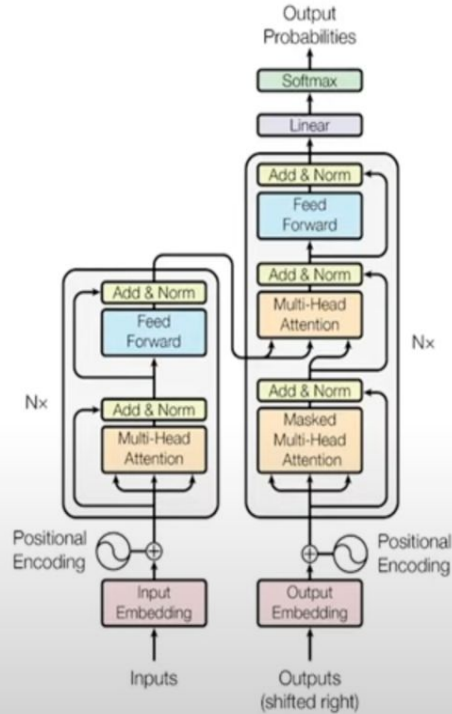 Output
Probabilities
Softmax
Linear
Add & Norm
Feed
Forward
Add & Norm
Multi-Head
Attention
Nx
Add & Norm
Masked
Multi-Head
Attention
Add & Norm
Feed
Forward
Nx
Add & Norm
Multi-Head
Attention
Positional
Encoding
Positional
Encoding
Input
Embedding
Output
Embedding
Inputs
Outputs
(shifted right)